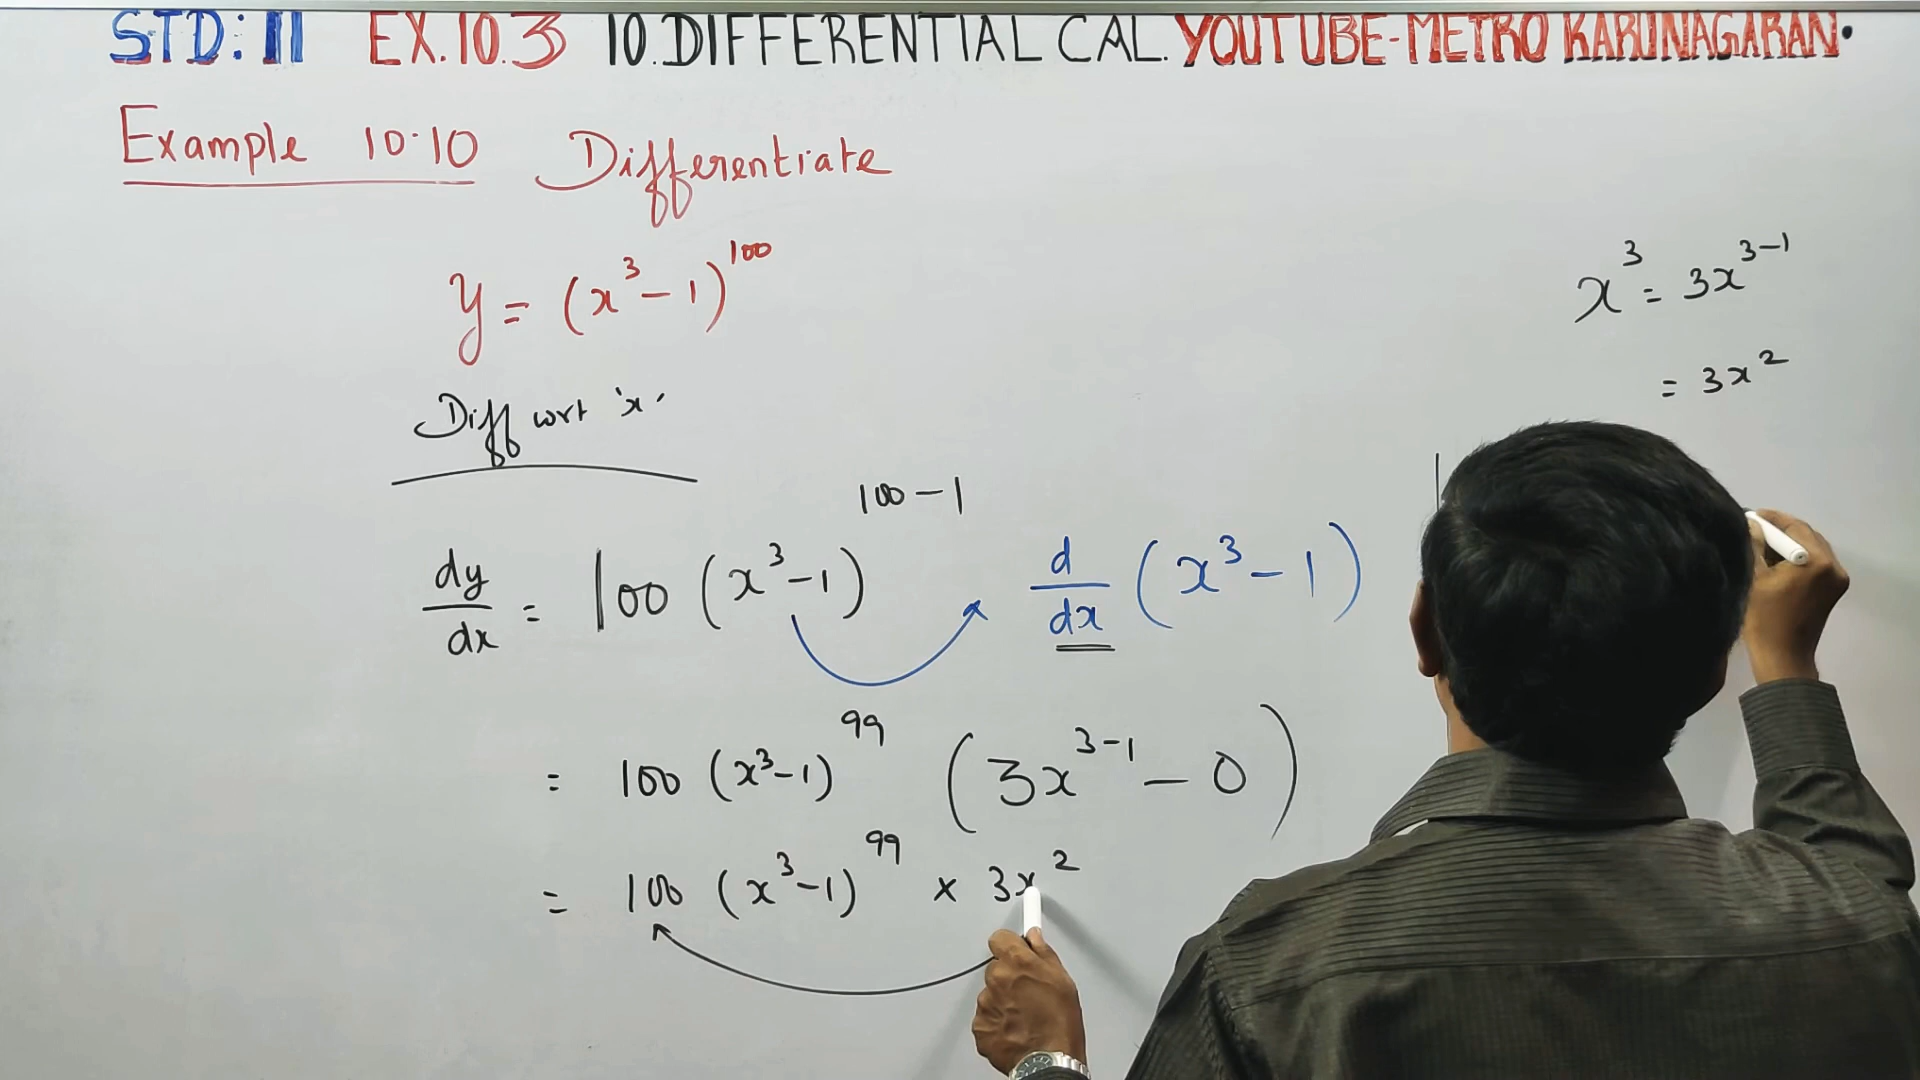 STD: 11 EX.10.3 10.DIFFERENTIAL CAL. YOUTUBE-METRO KARUNAGARAN.
Example 10.10 Differentiate
y = (x³-1)¹⁰⁰
x³ = 3x³⁻¹
= 3x²
Diff wrt 'x'
dy/dx = 100 (x³-1)¹⁰⁰⁻¹ d/dx (x³-1)
= 100 (x³-1)⁹⁹ (3x³⁻¹ - 0)
= 100 (x³-1)⁹⁹ × 3x²